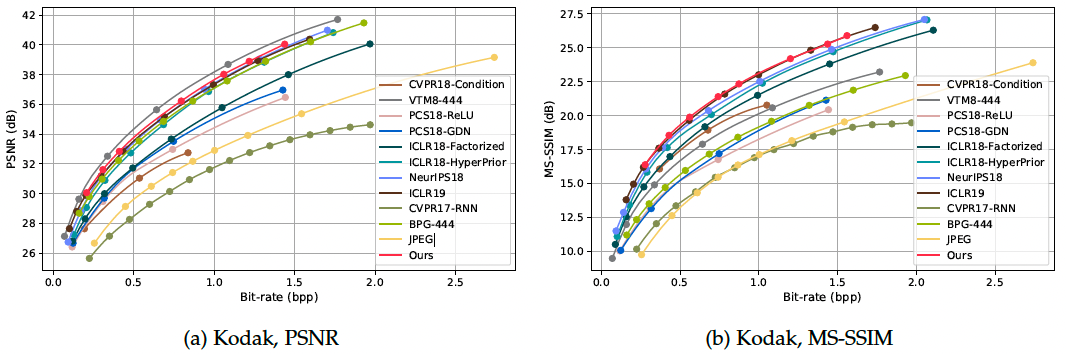 42
40
38
36
34
32
30
28
26
PSNR (dB)
0.0 0.5 1.0 1.5 2.0 2.5
Bit-rate (bpp)
CVPR18-Condition
VTM8-444
PCS18-ReLU
PCS18-GDN
ICLR18-Factorized
ICLR18-HyperPrior
NeurIPS18
ICLR19
CVPR17-RNN
BPG-444
JPEG|
Ours
(a) Kodak, PSNR
27.5
25.0
22.5
20.0
17.5
15.0
12.5
10.0
MS-SSIM (dB)
0.0 0.5 1.0 1.5 2.0 2.5
Bit-rate (bpp)
CVPR18-Condition
VTM8-444
PCS18-ReLU
PCS18-GDN
ICLR18-Factorized
ICLR18-HyperPrior
NeurIPS18
ICLR19
CVPR17-RNN
BPG-444
JPEG
Ours
(b) Kodak, MS-SSIM